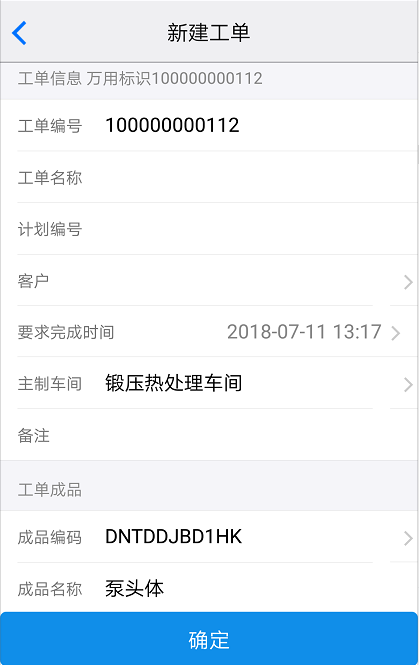 新建工单
工单信息 万用标识100000000112
工单编号 100000000112
工单名称
计划编号
客户
要求完成时间 2018-07-11 13:17
主制车间 锻压热处理车间
备注
工单成品
成品编码 DNTDDJBD1HK
成品名称 泵头体
确定